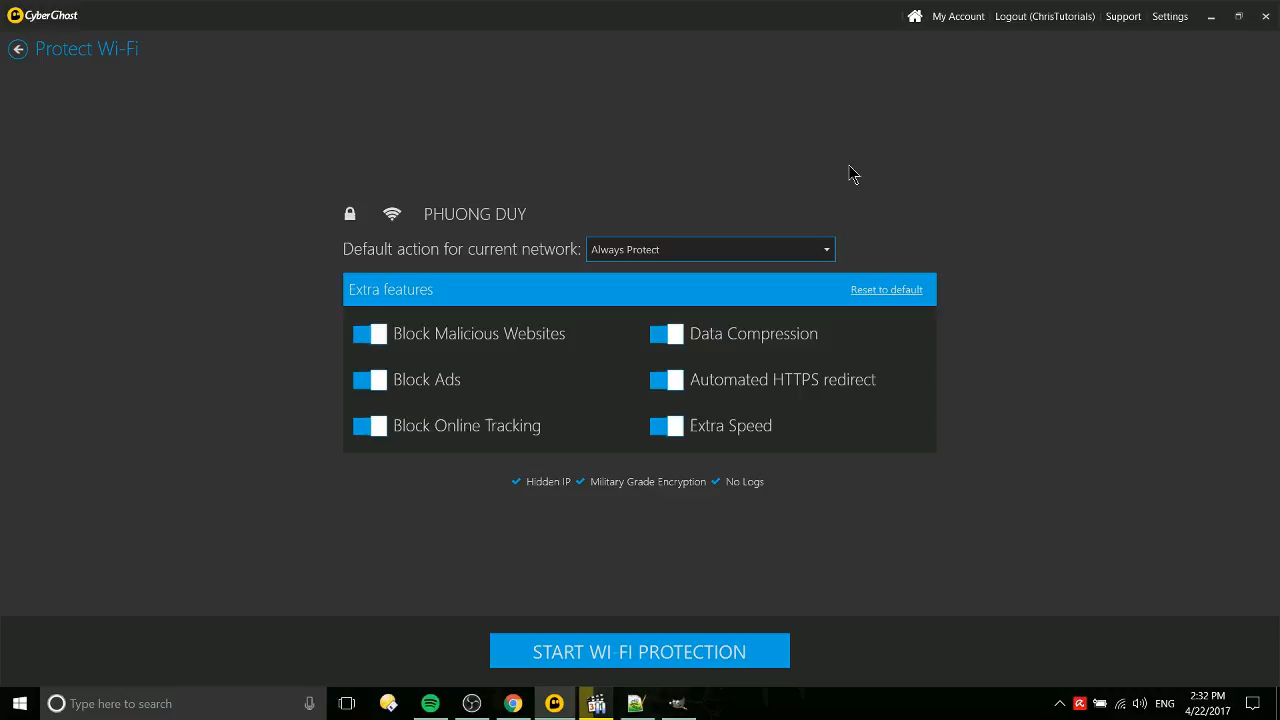 CyberGhost
My Account
Logout (ChrisTutorials)
Support
Settings
Protect Wi-Fi
PHUONG DUY
Default action for current network:
Always Protect
Extra features
Reset to default
Block Malicious Websites
Data Compression
Block Ads
Automated HTTPS redirect
Block Online Tracking
Extra Speed
Hidden IP
Military Grade Encryption
No Logs
START WI-FI PROTECTION
Type here to search
ENG
2:32 PM
4/22/2017